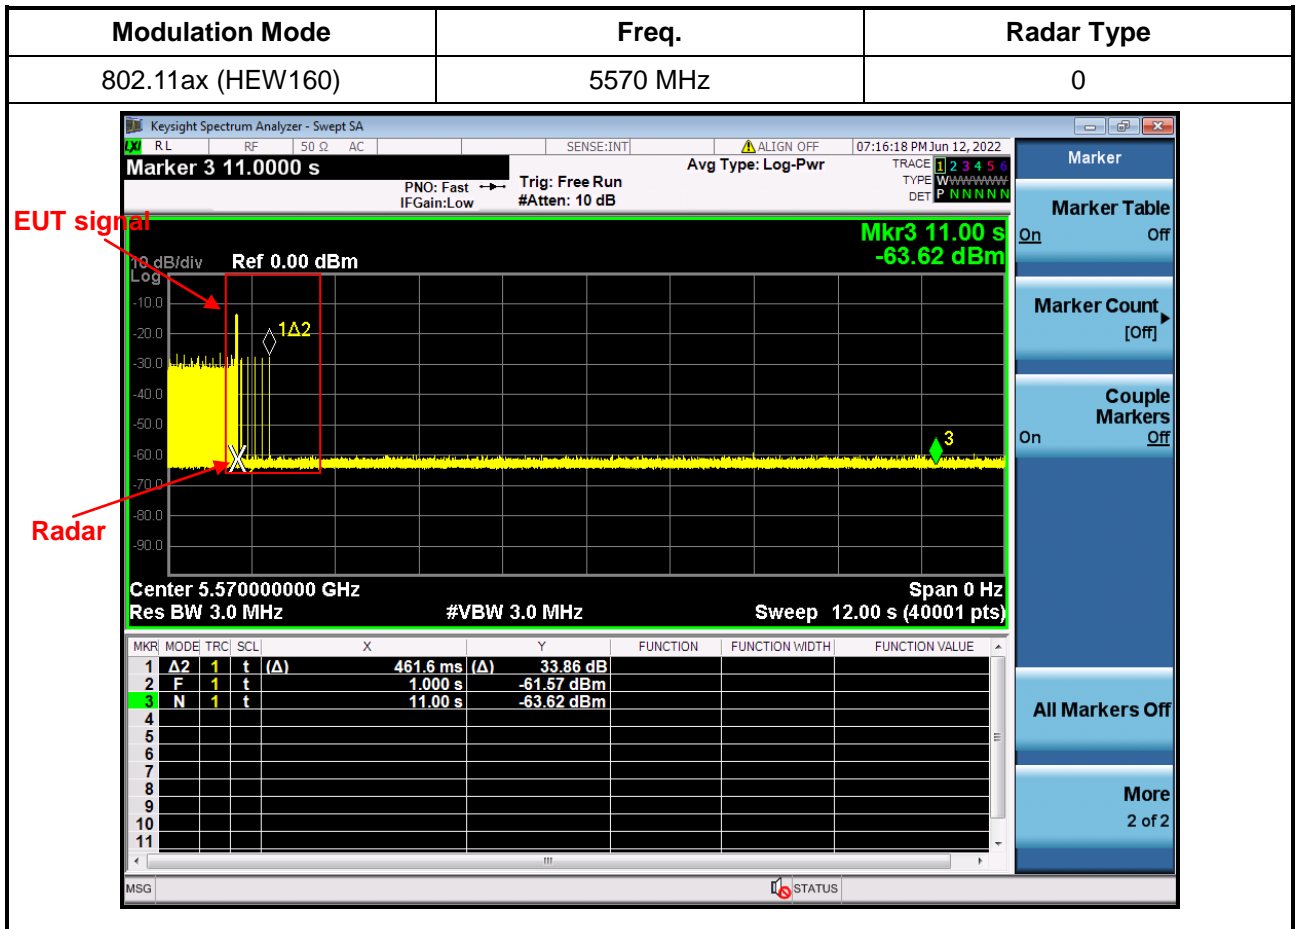 Modulation Mode Freq. Radar Type
802.11ax (HEW160) 5570 MHz 0
Keysight Spectrum Analyzer - Swept SA
LXI RL RF 50 Ω AC SENSE:INT ALIGN OFF 07:16:18 PM Jun 12, 2022
Marker 3 11.0000 s
PNO: Fast
IFGain:Low
Trig: Free Run
#Atten: 10 dB
Avg Type: Log-Pwr
TRACE 1 2 3 4 5 6
TYPE WWWWWW
DET P N N N N N
Marker
EUT signal
Mkr3 11.00 s
-63.62 dBm
10 dB/div Ref 0.00 dBm
Log
-10.0
-20.0
-30.0
-40.0
-50.0
-60.0
-70.0
-80.0
-90.0
1Δ2
X
3
Radar
Center 5.570000000 GHz Span 0 Hz
Res BW 3.0 MHz #VBW 3.0 MHz Sweep 12.00 s (40001 pts)
MKR MODE TRC SCL X Y FUNCTION FUNCTION WIDTH FUNCTION VALUE
1 Δ2 1 t (Δ) 461.6 ms (Δ) 33.86 dB
2 F 1 t 1.000 s -61.57 dBm
3 N 1 t 11.00 s -63.62 dBm
4
5
6
7
8
9
10
11
MSG STATUS
Marker Table
On Off
Marker Count
[Off]
Couple
Markers
On Off
All Markers Off
More
2 of 2